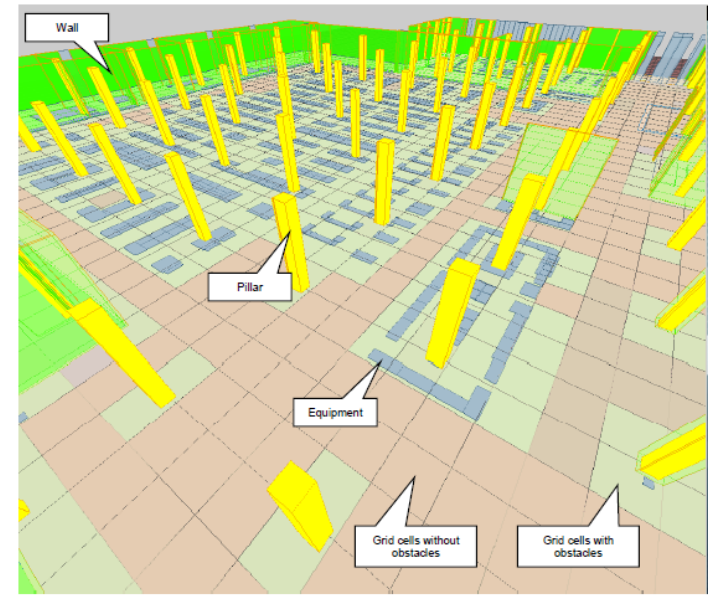 Wall
Pillar
Equipment
Grid cells without
obstacles
Grid cells with
obstacles